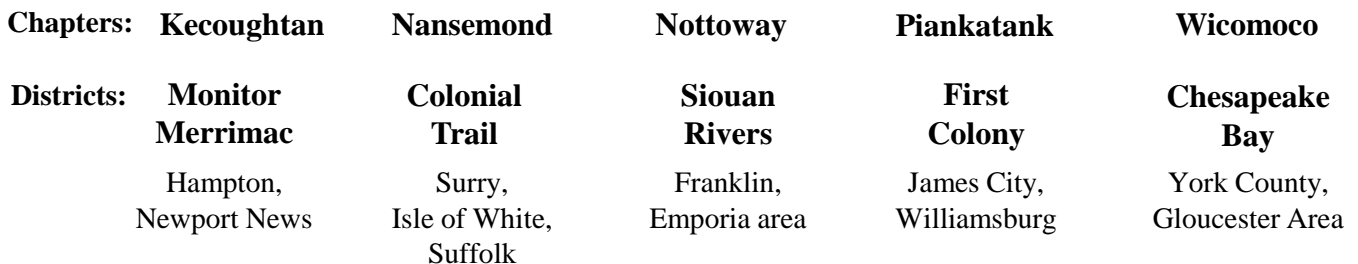 Chapters: Kecoughtan Nansemond Nottoway Piankatank Wicomoco
Districts: Monitor Colonial Siouan First Chesapeake
Merrimac Trail Rivers Colony Bay
Hampton, Surry, Franklin, James City, York County,
Newport News Isle of White, Emporia area Williamsburg Gloucester Area
Suffolk